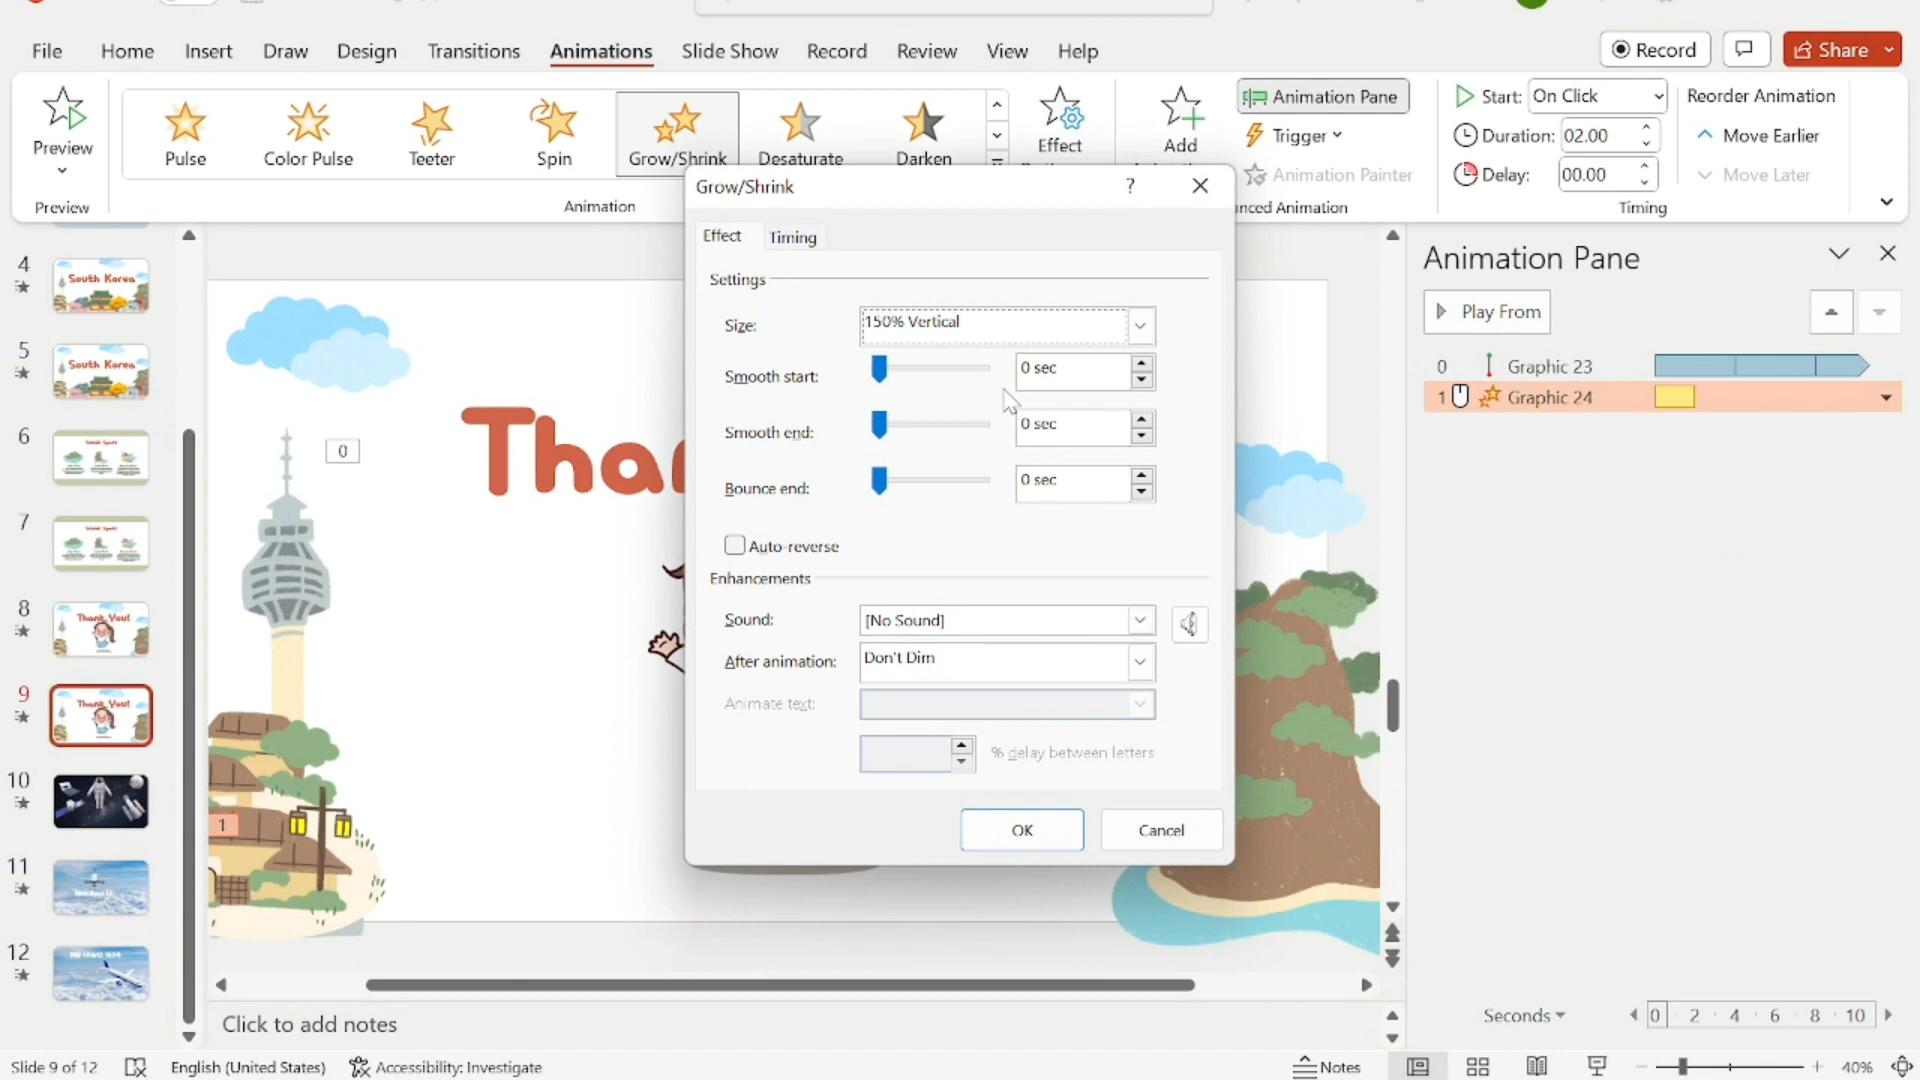 File Home Insert Draw Design Transitions Animations Slide Show Record Review View Help Record Share
Preview Pulse Color Pulse Teeter Spin Grow/Shrink Desaturate Darken Effect Add Animation Pane Trigger Animation Painter Start: On Click Duration: 02.00 Delay: 00.00 Reorder Animation Move Earlier Move Later
Preview Animation Animation Timing
Grow/Shrink ?
Effect Timing
Settings
Size: 150% Vertical
Smooth start: 0 sec
Smooth end: 0 sec
Bounce end: 0 sec
Auto-reverse
Enhancements
Sound: [No Sound]
After animation: Don't Dim
Animate text:
% delay between letters
OK Cancel
4 South Korea
5 South Korea
6
7
8 Thank You!
9 Thank You!
10
11
12
0
1
Animation Pane
Play From
0 Graphic 23
1 Graphic 24
Seconds 0 2 4 6 8 10
Click to add notes
Slide 9 of 12 English (United States) Accessibility: Investigate Notes 40%